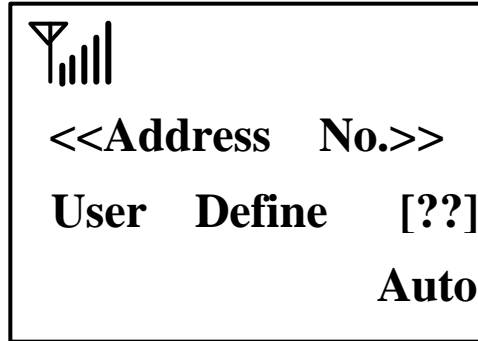 <<Address No.>>
User Define [??]
Auto